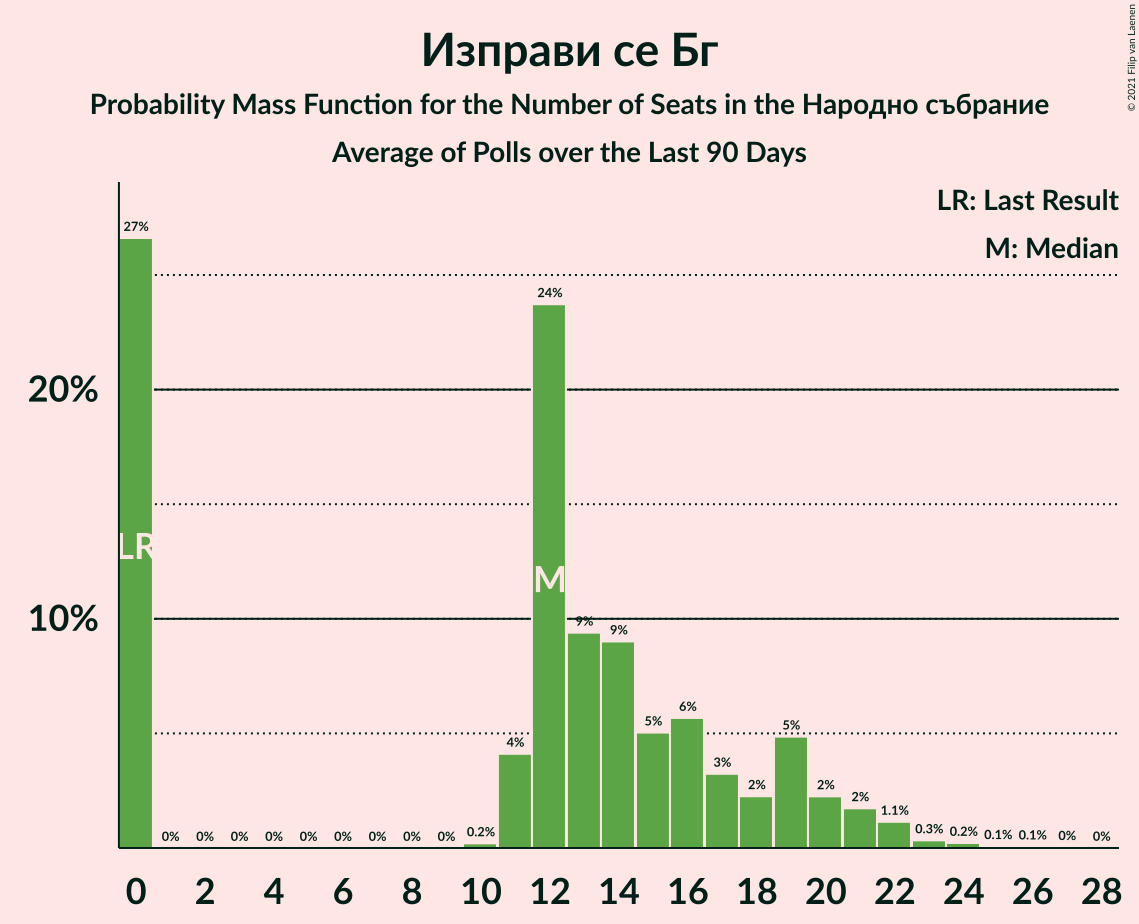 Изправи се Бг
Probability Mass Function for the Number of Seats in the Народно събрание
Average of Polls over the Last 90 Days
© 2021 Filip van Laenen
LR: Last Result
M: Median
27%
24%
20%
LR
M
10%
9%
9%
6%
5%
5%
4%
3%
2%
2%
2%
1.1%
0% 0% 0% 0% 0% 0% 0% 0% 0% 0.2% 0.3% 0.2% 0.1% 0.1% 0% 0%
0 2 4 6 8 10 12 14 16 18 20 22 24 26 28